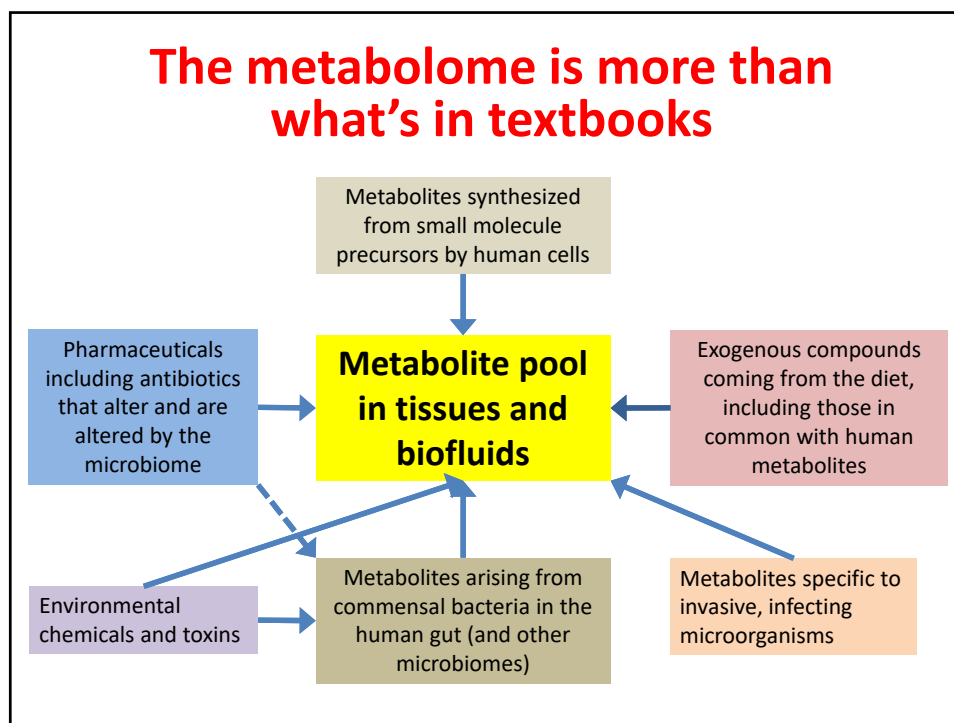 The metabolome is more than
what’s in textbooks
Metabolites synthesized
from small molecule
precursors by human cells
Pharmaceuticals
including antibiotics
that alter and are
altered by the
microbiome
Metabolite pool
in tissues and
biofluids
Exogenous compounds
coming from the diet,
including those in
common with human
metabolites
Environmental
chemicals and toxins
Metabolites arising from
commensal bacteria in the
human gut (and other
microbiomes)
Metabolites specific to
invasive, infecting
microorganisms